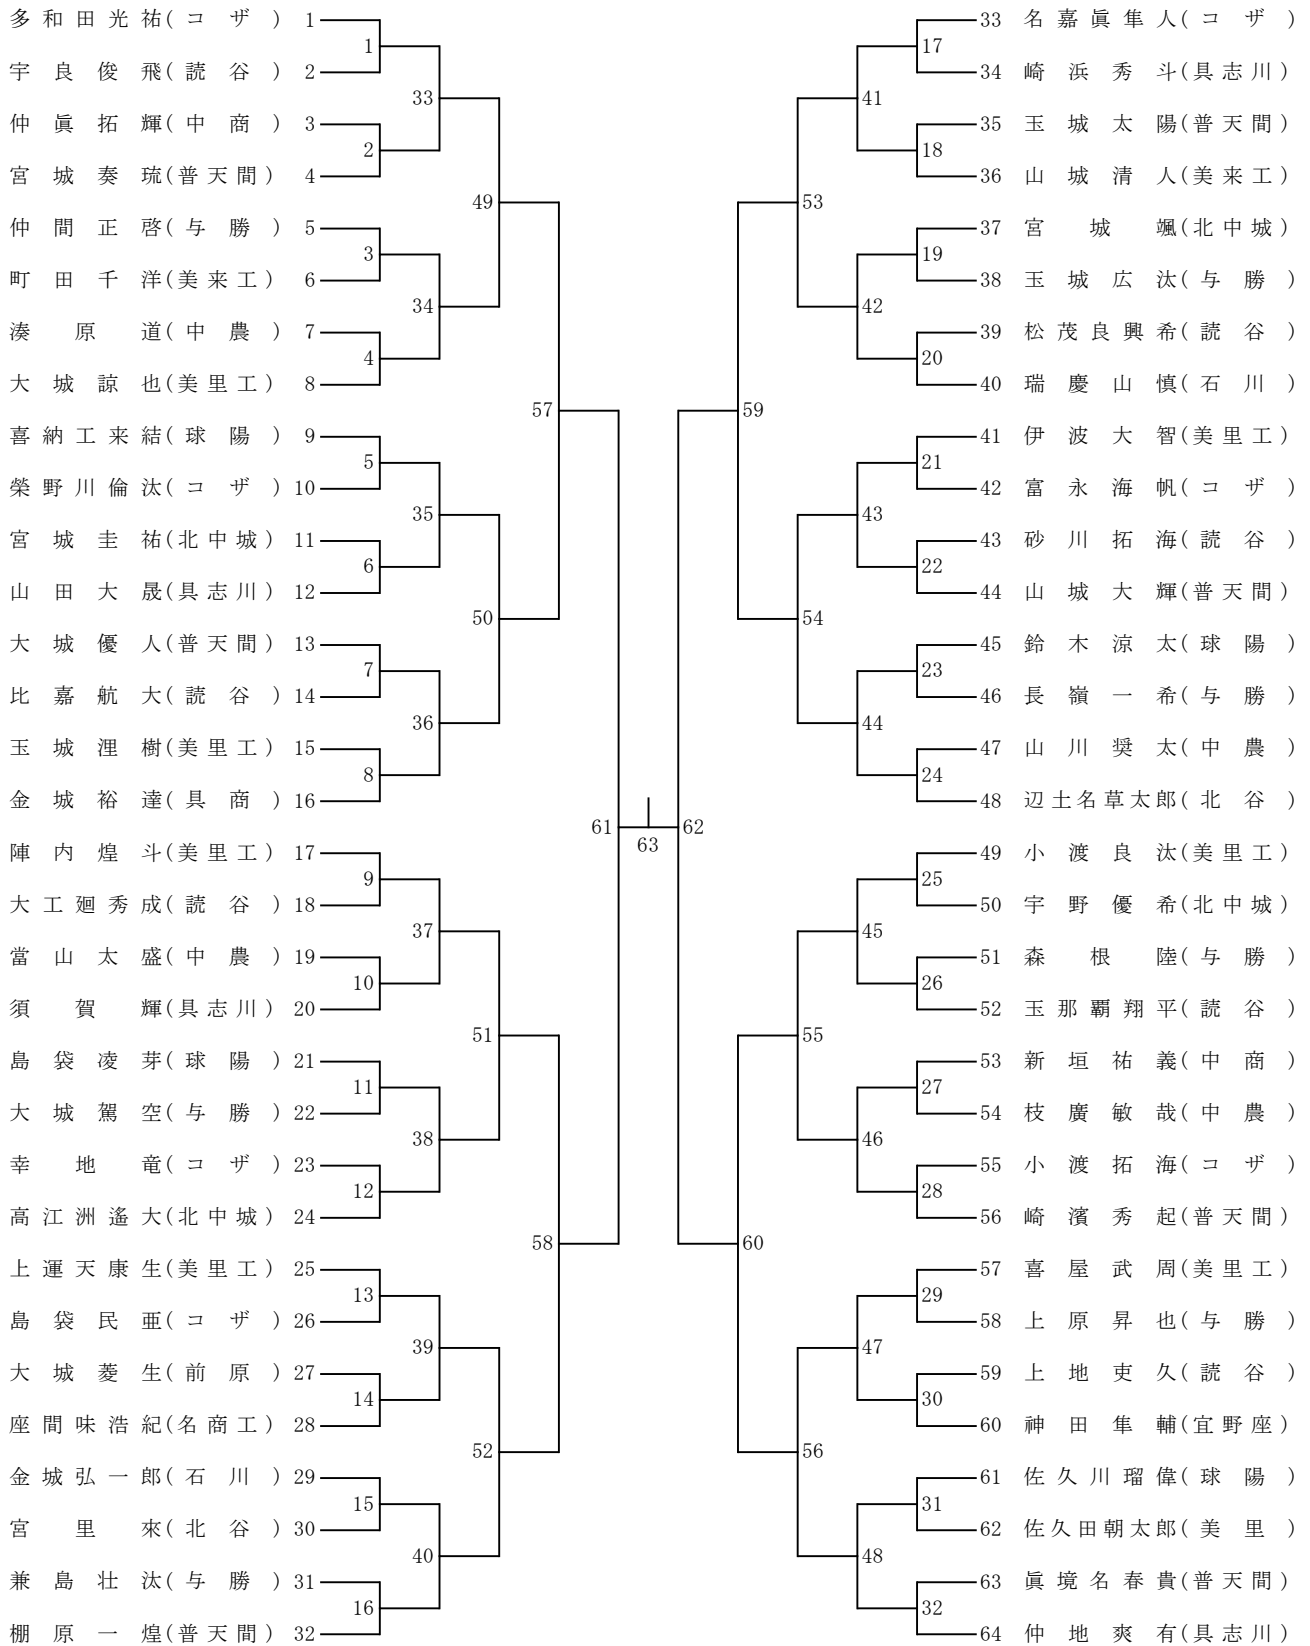 多和田光祐(コザ) 1
1
宇良俊飛(読谷) 2
33
仲眞拓輝(中商) 3
2
宮城奏琉(普天間) 4
49
仲間正啓(与勝) 5
3
町田千洋(美来工) 6
34
湊原道(中農) 7
4
大城諒也(美里工) 8
57
喜納工来結(球陽) 9
5
榮野川倫汰(コザ) 10
35
宮城圭祐(北中城) 11
6
山田大晟(具志川) 12
50
大城優人(普天間) 13
7
比嘉航大(読谷) 14
36
玉城浬樹(美里工) 15
8
金城裕達(具商) 16
61
陣内煌斗(美里工) 17
9
大工廻秀成(読谷) 18
37
當山太盛(中農) 19
10
須賀輝(具志川) 20
51
島袋凌芽(球陽) 21
11
大城駕空(与勝) 22
38
幸地竜(コザ) 23
12
高江洲遙大(北中城) 24
58
上運天康生(美里工) 25
13
島袋民亜(コザ) 26
39
大城菱生(前原) 27
14
座間味浩紀(名商工) 28
52
金城弘一郎(石川) 29
15
宮里來(北谷) 30
40
兼島壮汰(与勝) 31
16
棚原一煌(普天間) 32
63
33 名嘉眞隼人(コザ)
17
34 崎浜秀斗(具志川)
41
35 玉城太陽(普天間)
18
36 山城清人(美来工)
53
37 宮城颯(北中城)
19
38 玉城広汰(与勝)
42
39 松茂良興希(読谷)
20
40 瑞慶山慎(石川)
59
41 伊波大智(美里工)
21
42 富永海帆(コザ)
43
43 砂川拓海(読谷)
22
44 山城大輝(普天間)
54
45 鈴木涼太(球陽)
23
46 長嶺一希(与勝)
44
47 山川奨太(中農)
24
48 辺土名草太郎(北谷)
62
49 小渡良汰(美里工)
25
50 宇野優希(北中城)
45
51 森根陸(与勝)
26
52 玉那覇翔平(読谷)
55
53 新垣祐義(中商)
27
54 枝廣敏哉(中農)
46
55 小渡拓海(コザ)
28
56 崎濱秀起(普天間)
60
57 喜屋武周(美里工)
29
58 上原昇也(与勝)
47
59 上地吏久(読谷)
30
60 神田隼輔(宜野座)
56
61 佐久川瑠偉(球陽)
31
62 佐久田朝太郎(美里)
48
63 眞境名春貴(普天間)
32
64 仲地爽有(具志川)